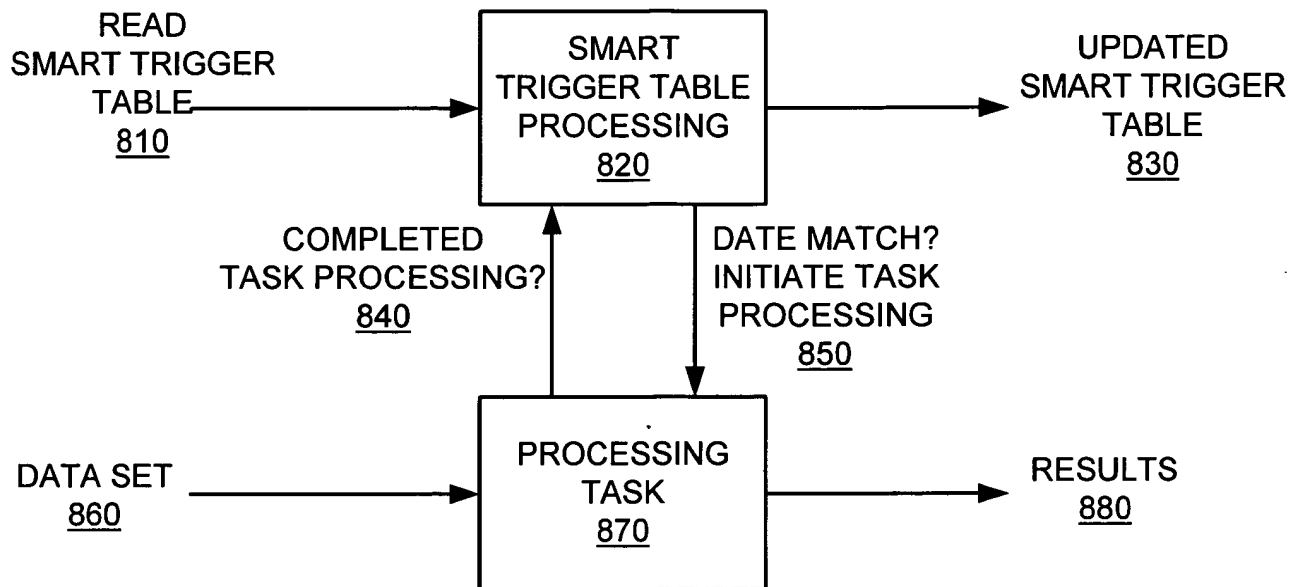 READ
SMART TRIGGER
TABLE
810
SMART
TRIGGER TABLE
PROCESSING
820
UPDATED
SMART TRIGGER
TABLE
830
COMPLETED
TASK PROCESSING?
840
DATE MATCH?
INITIATE TASK
PROCESSING
850
DATA SET
860
PROCESSING
TASK
870
RESULTS
880